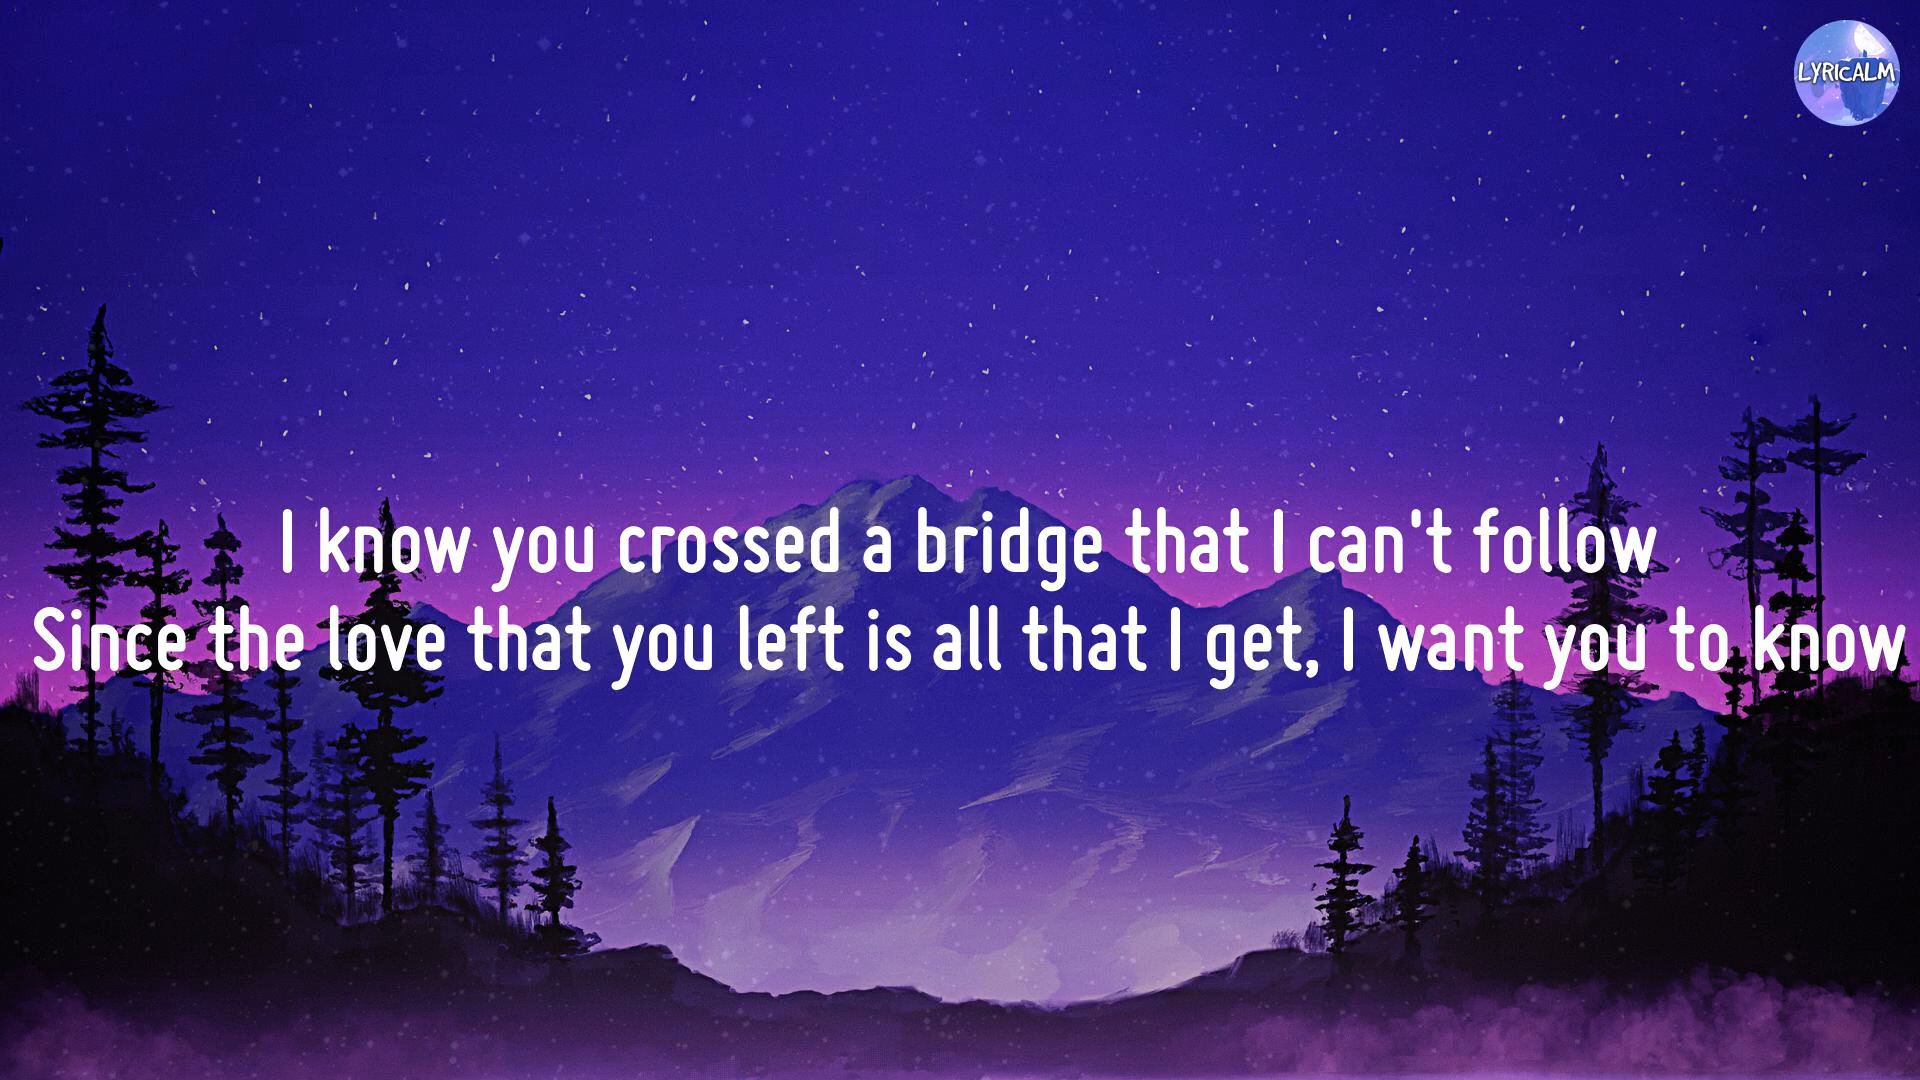 LYRICALM
I know you crossed a bridge that I can't follow
Since the love that you left is all that I get, I want you to know